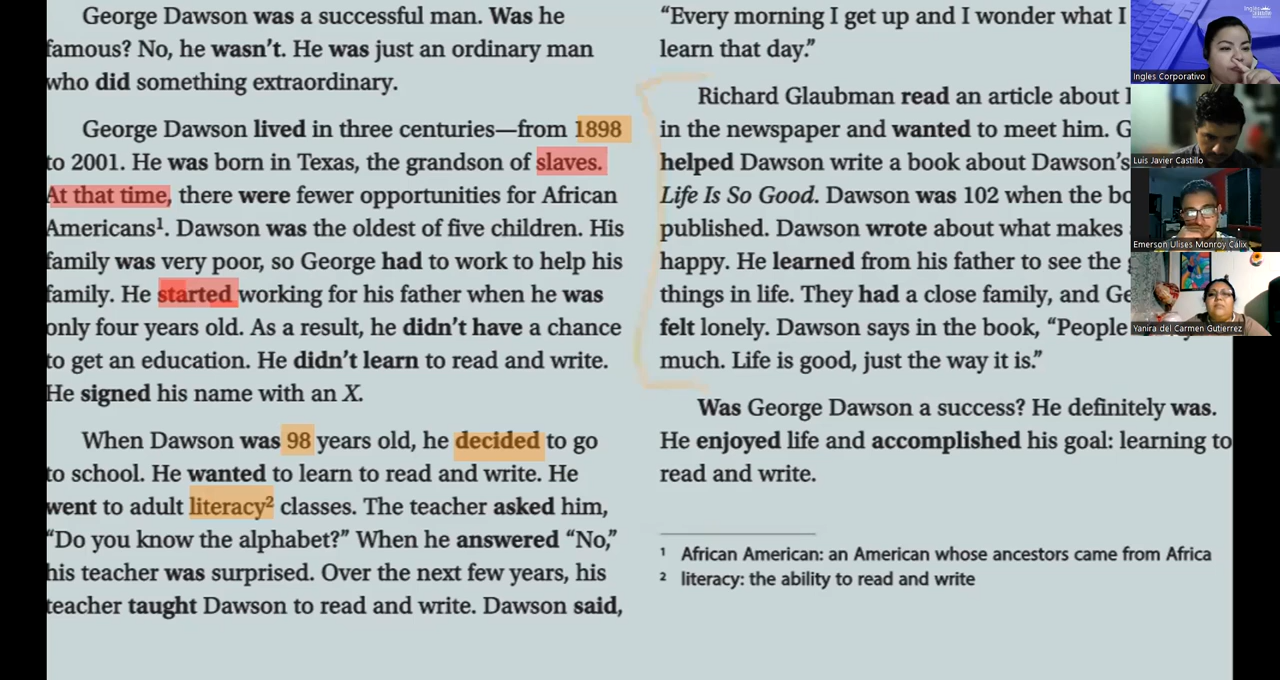 George Dawson was a successful man. Was he
famous? No, he wasn't. He was just an ordinary man
who did something extraordinary.
George Dawson lived in three centuries—from 1898
to 2001. He was born in Texas, the grandson of slaves.
At that time, there were fewer opportunities for African
Americans¹. Dawson was the oldest of five children. His
family was very poor, so George had to work to help his
family. He started working for his father when he was
only four years old. As a result, he didn't have a chance
to get an education. He didn't learn to read and write.
He signed his name with an X.
When Dawson was 98 years old, he decided to go
to school. He wanted to learn to read and write. He
went to adult literacy² classes. The teacher asked him,
“Do you know the alphabet?” When he answered “No,”
his teacher was surprised. Over the next few years, his
teacher taught Dawson to read and write. Dawson said,
“Every morning I get up and I wonder what I
learn that day.”
Richard Glaubman read an article about
in the newspaper and wanted to meet him. G
helped Dawson write a book about Dawson's
Life Is So Good. Dawson was 102 when the bo
published. Dawson wrote about what makes
happy. He learned from his father to see the
things in life. They had a close family, and Ge
felt lonely. Dawson says in the book, “People
much. Life is good, just the way it is.”
Was George Dawson a success? He definitely was.
He enjoyed life and accomplished his goal: learning to
read and write.
¹ African American: an American whose ancestors came from Africa
² literacy: the ability to read and write
Ingles Corporativo
Luis Javier Castillo
Emerson Ulises Monroy Cálix
Yanira del Carmen Gutierrez